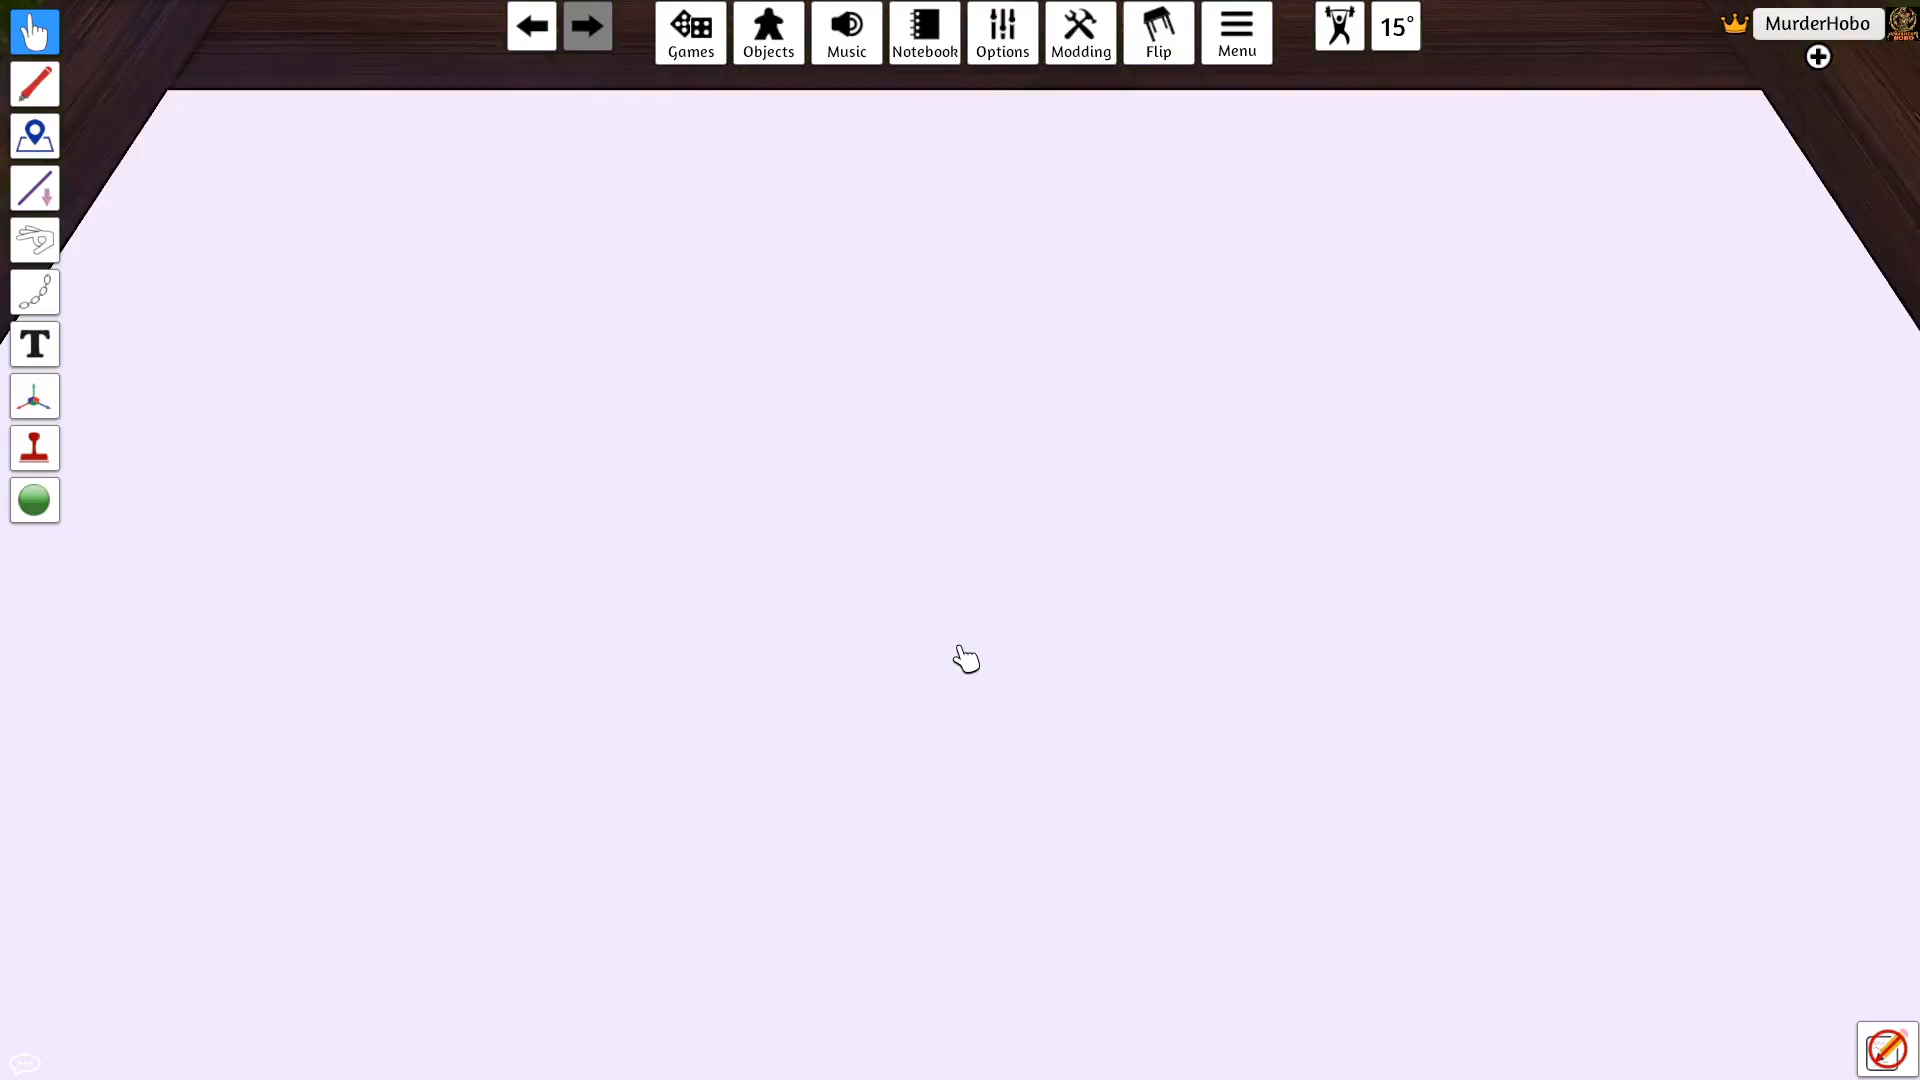 Games
Objects
Music
Notebook
Options
Modding
Flip
Menu
15°
MurderHobo
T